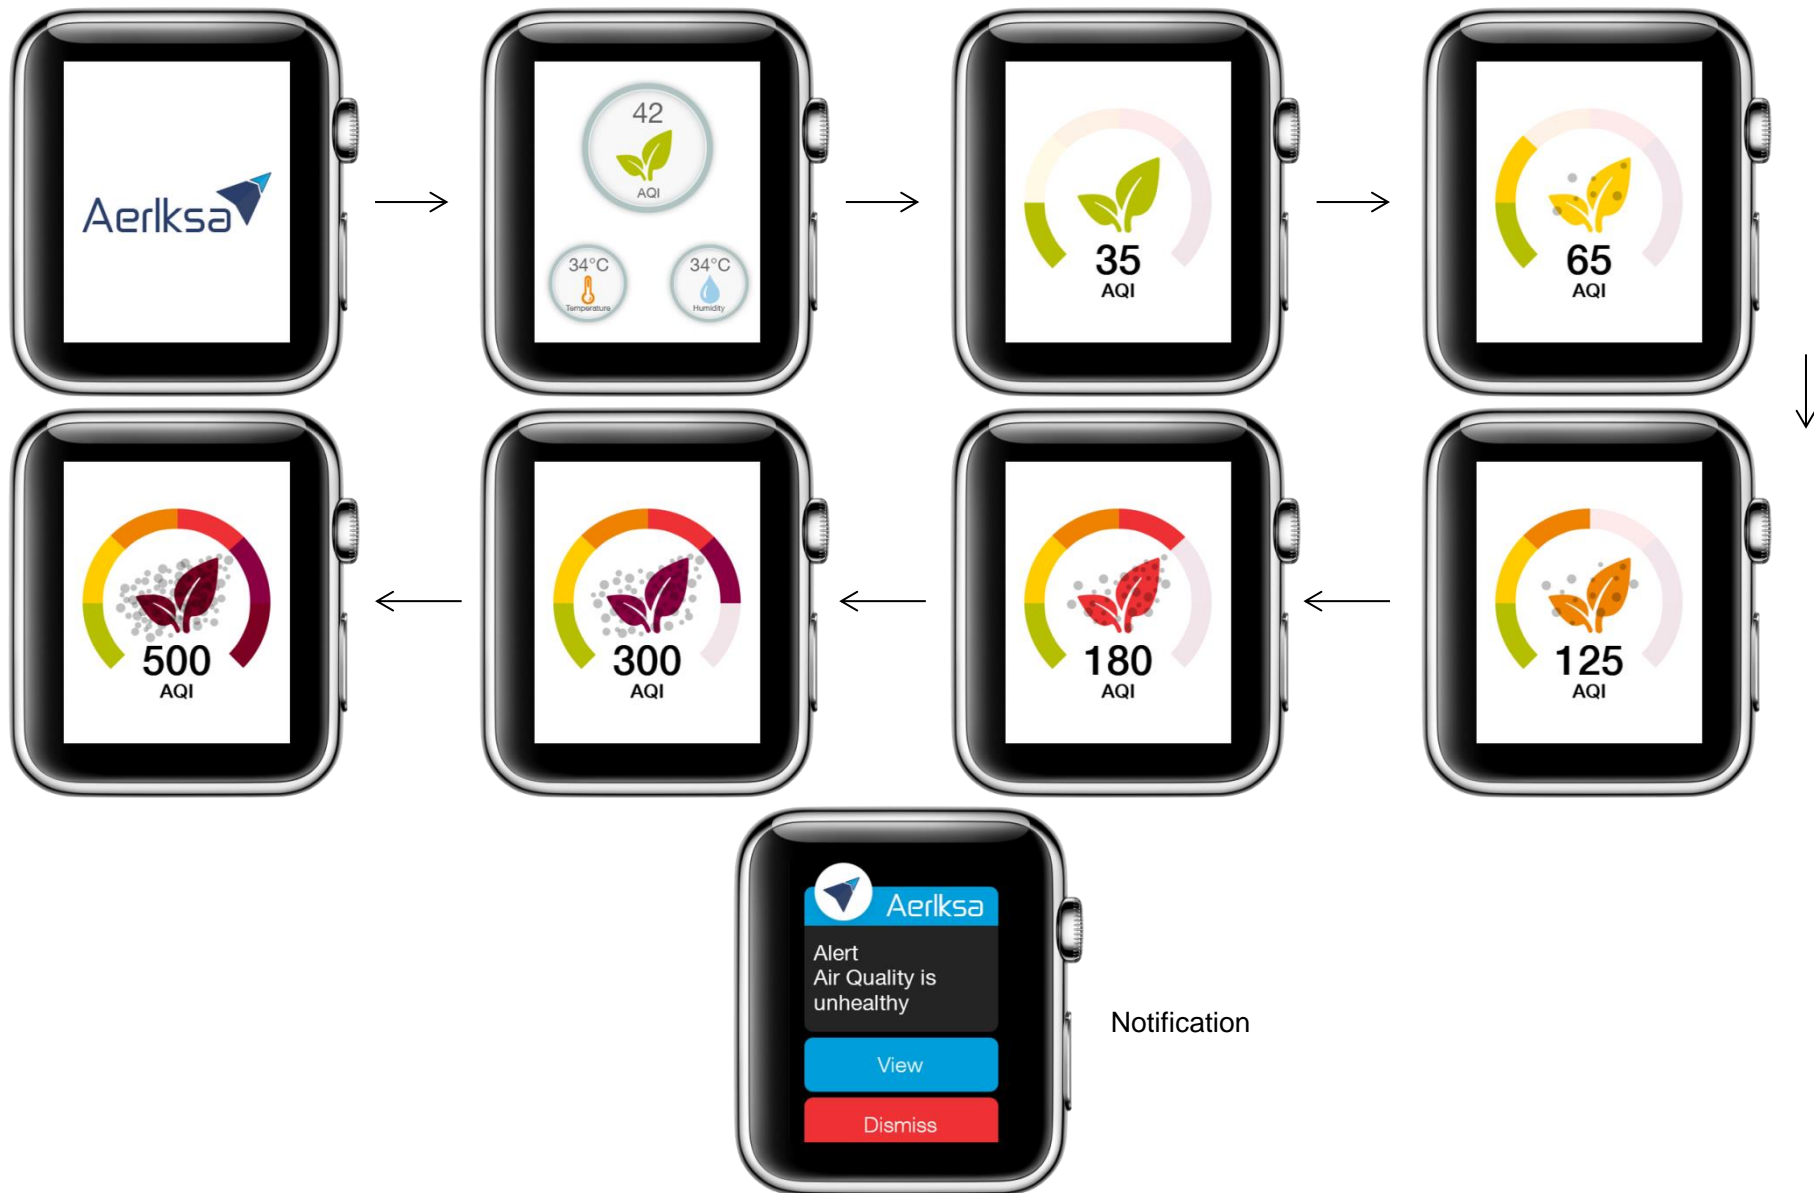 Aerlksa
42
AQI
34°C
Temperature
34°C
Humidity
35
AQI
65
AQI
125
AQI
180
AQI
300
AQI
500
AQI
Aerlksa
Alert
Air Quality is
unhealthy
View
Dismiss
Notification